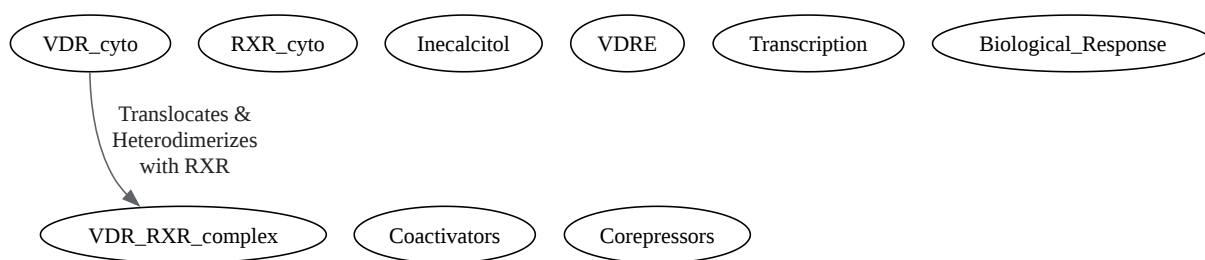 VDR_cyto
RXR_cyto
Inecalcitol
VDRE
Transcription
Biological_Response
Translocates &
Heterodimerizes
with RXR
VDR_RXR_complex
Coactivators
Corepressors